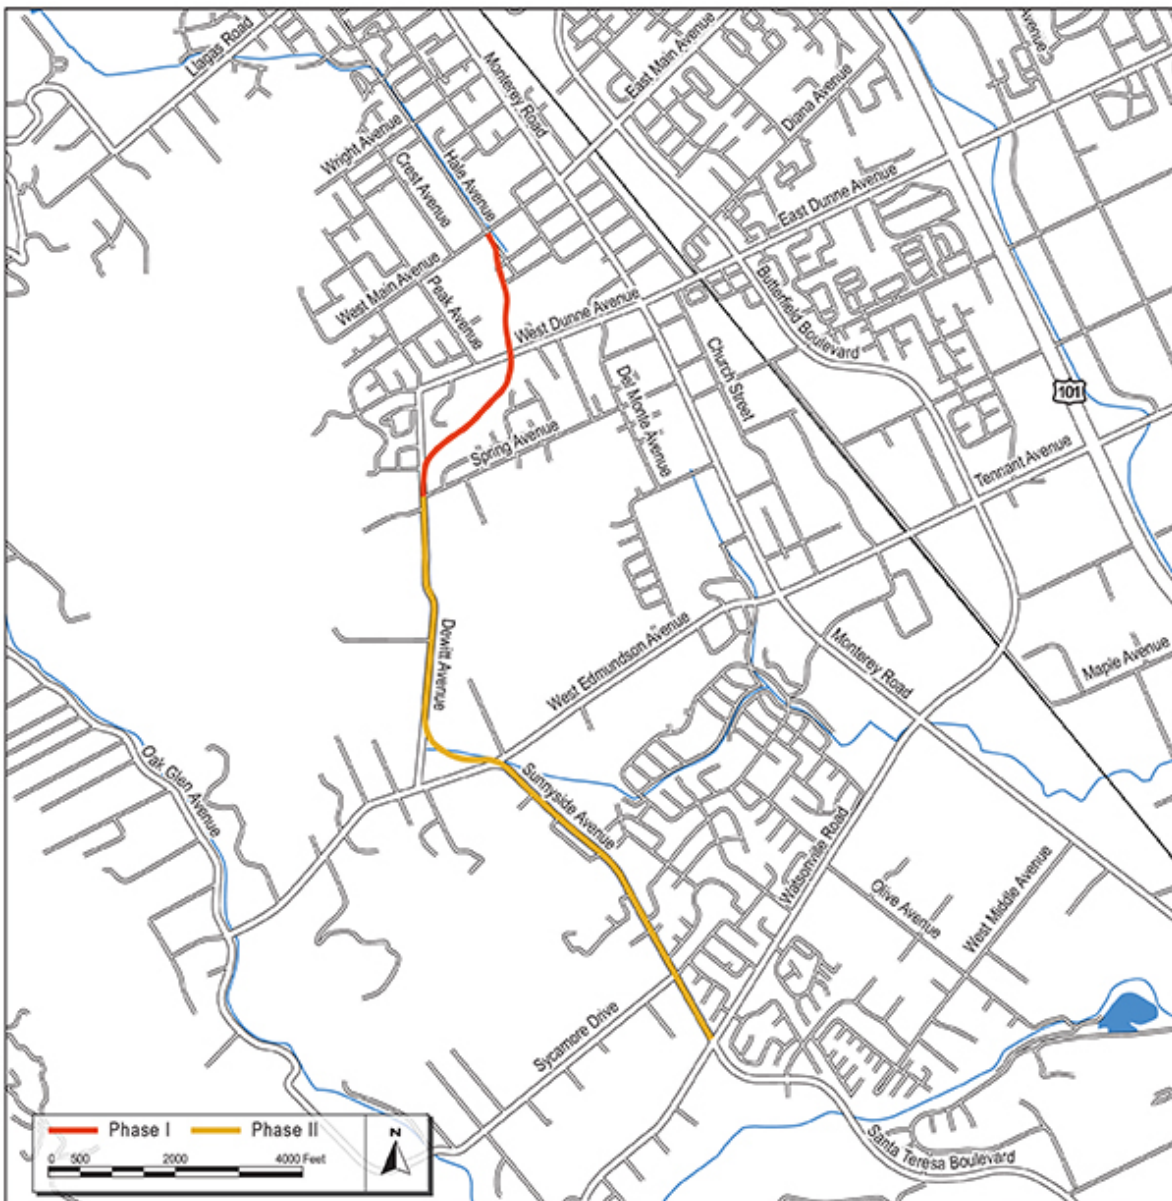 Llagas Road
Monterey Road
East Main Avenue
Avenue
Diana Avenue
Wright Avenue
Crest Avenue
Hale Avenue
East Dunne Avenue
West Main Avenue
Peak Avenue
West Dunne Avenue
Butterfield Boulevard
Church Street
Del Monte Avenue
101
Spring Avenue
Tennant Avenue
Dewitt Avenue
West Edmundson Avenue
Monterey Road
Maple Avenue
Oak Glen Avenue
Sunnyside Avenue
Watsonville Road
Olive Avenue
West Middle Avenue
Sycamore Drive
Santa Teresa Boulevard
Phase I Phase II
N
0 500 2000 4000 Feet